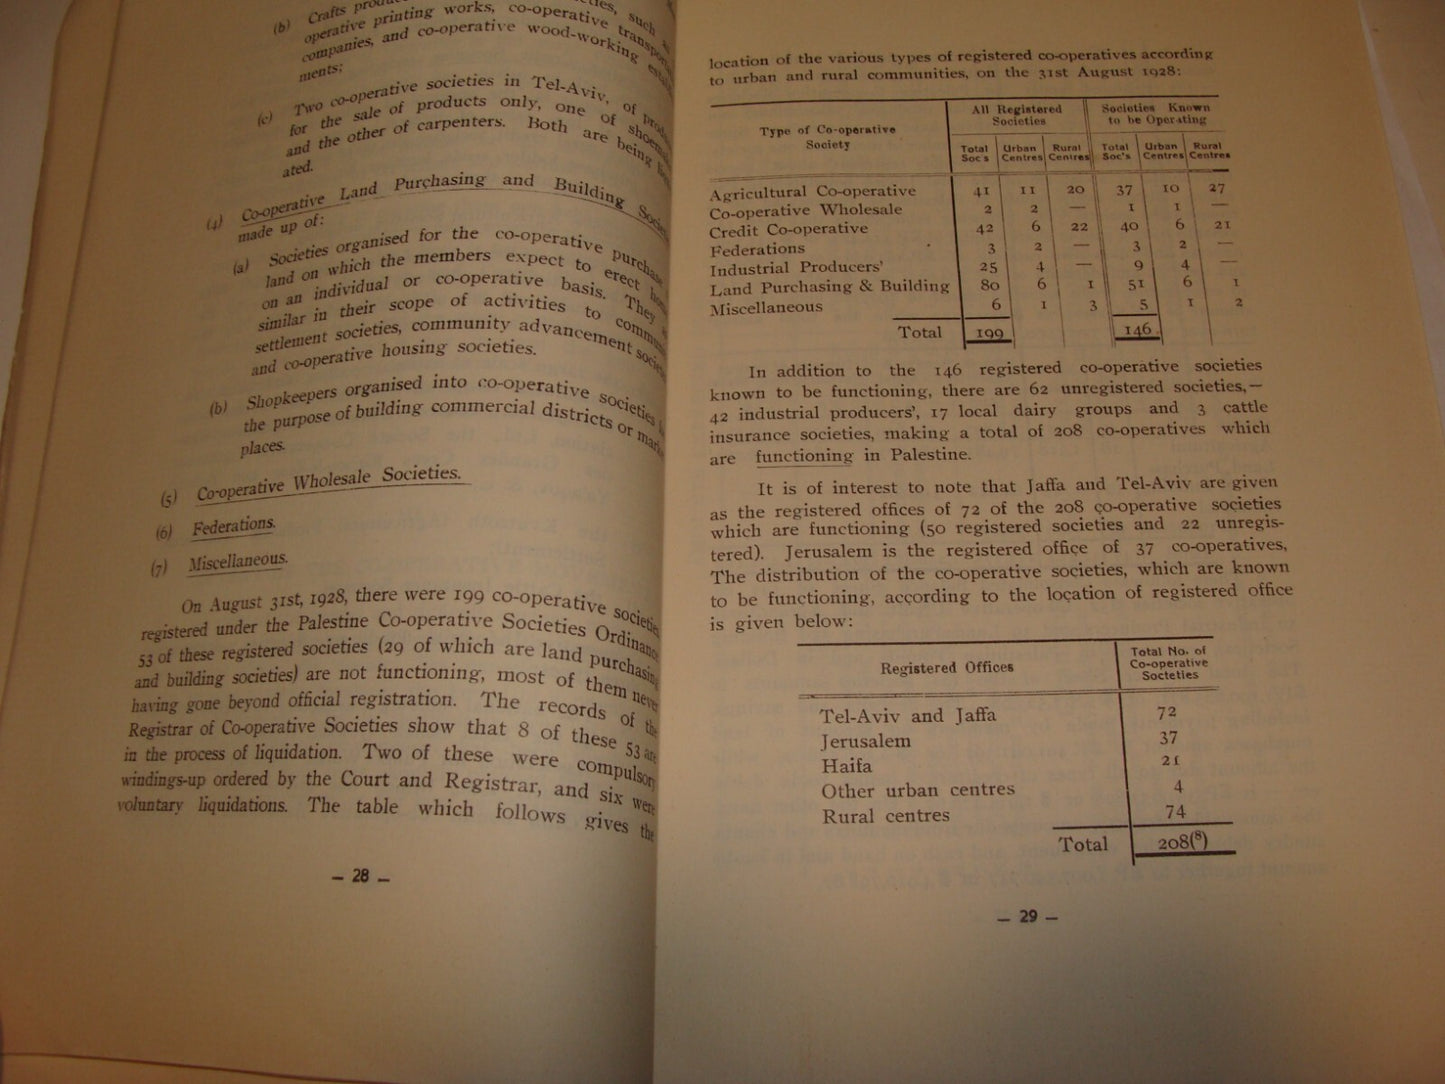 (b) Crafts
operative printing works, co-operative
companies, and co-operative wood-working
ments;
(c) Two co-operative societies in Tel-Aviv, of
for the sale of products only, one of
and the other of carpenters. Both are being
ated.
(4) Co-operative Land Purchasing and Building
made up of:
(a) Societies organised for the co-operative
land on which the members expect to erect
on an individual or co-operative basis. They
similar in their scope of activities to
settlement societies, community advancement
and co-operative housing societies.
(b) Shopkeepers organised into co-operative societies
the purpose of building commercial districts or
places.
(5) Co-operative Wholesale Societies.
(6) Federations.
(7) Miscellaneous.
On August 31st, 1928, there were 199 co-operative societies
registered under the Palestine Co-operative Societies Ordinance
53 of these registered societies (29 of which are land purchasing
and building societies) are not functioning, most of them never
having gone beyond official registration. The records of the
Registrar of Co-operative Societies show that 8 of these 53 are
in the process of liquidation. Two of these were compulsory
windings-up ordered by the Court and Registrar, and six were
voluntary liquidations. The table which follows gives the
— 28 —
location of the various types of registered co-operatives according
to urban and rural communities, on the 31st August 1928:
Type of Co-operative Society All Registered Societies Societies Known to be Operating
Total Soc's Urban Centres Rural Centres Total Soc's Urban Centres Rural Centres
Agricultural Co-operative 41 11 20 37 10 27
Co-operative Wholesale 2 2 — 1 1 —
Credit Co-operative 42 6 22 40 6 21
Federations 3 2 — 3 2 —
Industrial Producers' 25 4 — 9 4 —
Land Purchasing & Building 80 6 1 51 6 1
Miscellaneous 6 1 3 5 1 2
Total 199 146
In addition to the 146 registered co-operative societies
known to be functioning, there are 62 unregistered societies,—
42 industrial producers', 17 local dairy groups and 3 cattle
insurance societies, making a total of 208 co-operatives which
are functioning in Palestine.
It is of interest to note that Jaffa and Tel-Aviv are given
as the registered offices of 72 of the 208 co-operative societies
which are functioning (50 registered societies and 22 unregis-
tered). Jerusalem is the registered office of 37 co-operatives,
The distribution of the co-operative societies, which are known
to be functioning, according to the location of registered office
is given below:
Registered Offices Total No. of Co-operative Societies
Tel-Aviv and Jaffa 72
Jerusalem 37
Haifa 21
Other urban centres 4
Rural centres 74
Total 208(8)
— 29 —